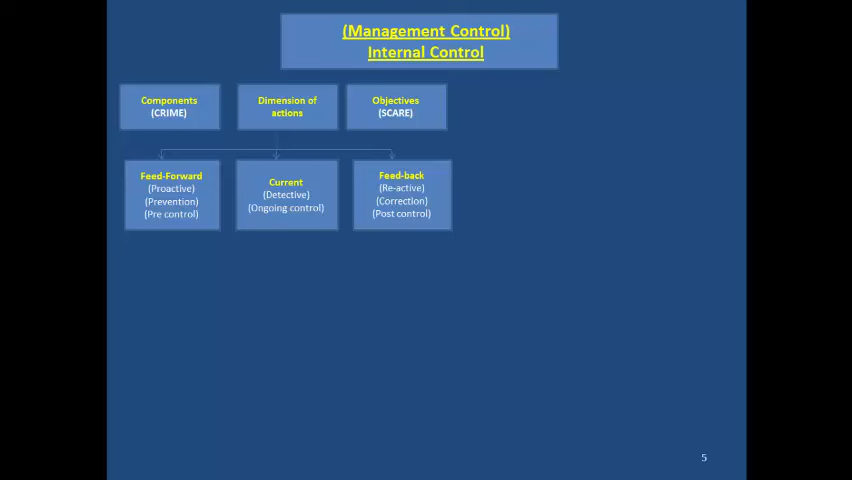 (Management Control)
Internal Control
Components
(CRIME)
Dimension of
actions
Objectives
(SCARE)
Feed-Forward
(Proactive)
(Prevention)
(Pre control)
Current
(Detective)
(Ongoing control)
Feed-back
(Re-active)
(Correction)
(Post control)
5